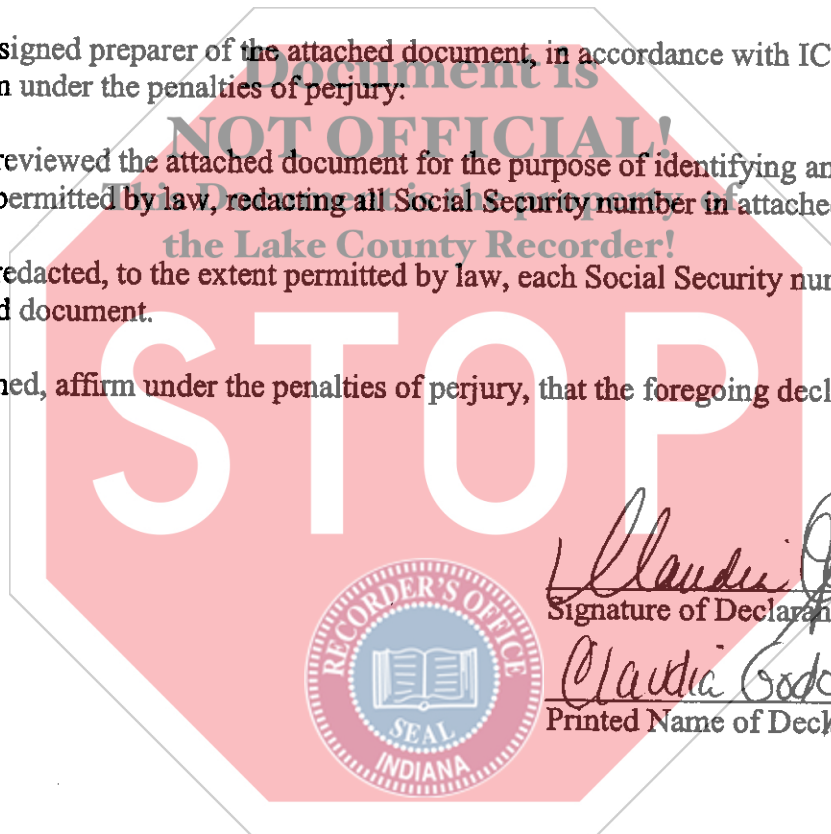 signed preparer of the attached document, in accordance with IC
n under the penalties of perjury:
Document is
NOT OFFICIAL!
reviewed the attached document for the purpose of identifying an
permitted by law, redacting all Social Security number in attache
This Document is the property of
the Lake County Recorder!
redacted, to the extent permitted by law, each Social Security nu
d document.
STOP
ned, affirm under the penalties of perjury, that the foregoing decl
Claudia
Signature of Declaran
Claudia Godo
Printed Name of Decl
RECORDER'S OFFICE
SEAL
INDIANA